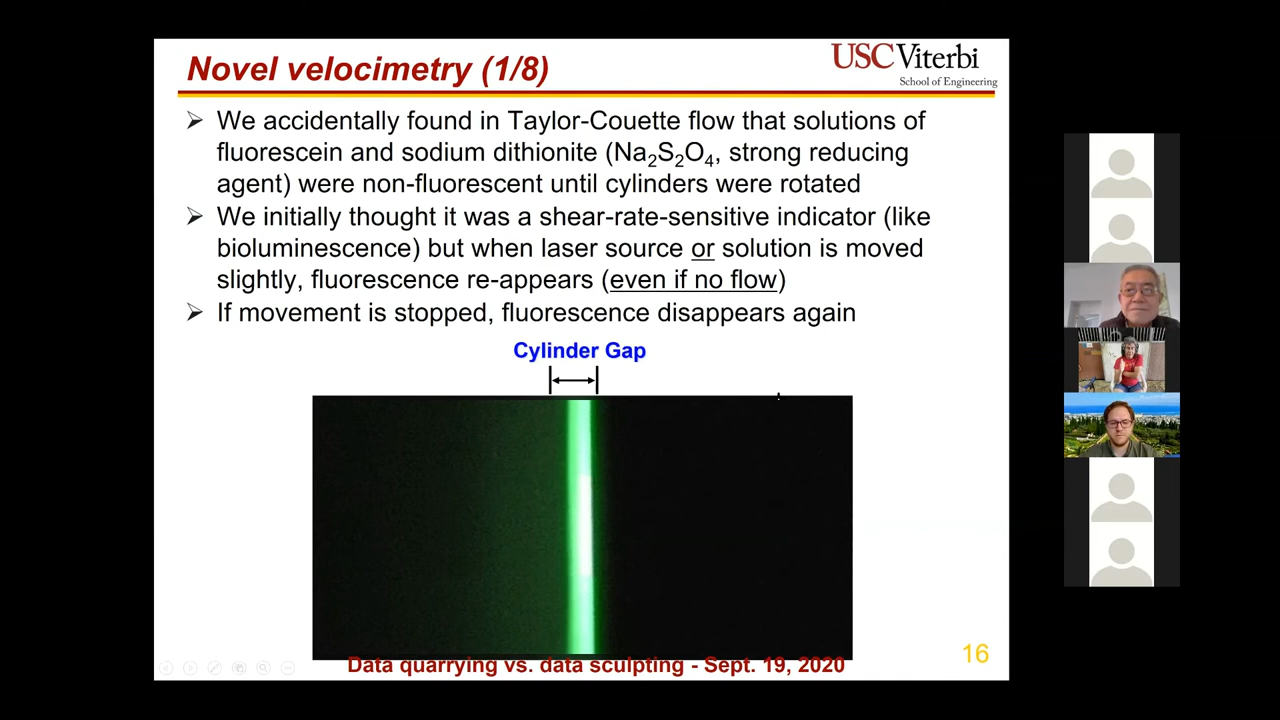 Novel velocimetry (1/8)
USC Viterbi
School of Engineering
➢ We accidentally found in Taylor-Couette flow that solutions of
fluorescein and sodium dithionite (Na₂S₂O₄, strong reducing
agent) were non-fluorescent until cylinders were rotated
➢ We initially thought it was a shear-rate-sensitive indicator (like
bioluminescence) but when laser source or solution is moved
slightly, fluorescence re-appears (even if no flow)
➢ If movement is stopped, fluorescence disappears again
Cylinder Gap
Data quarrying vs. data sculpting - Sept. 19, 2020
16